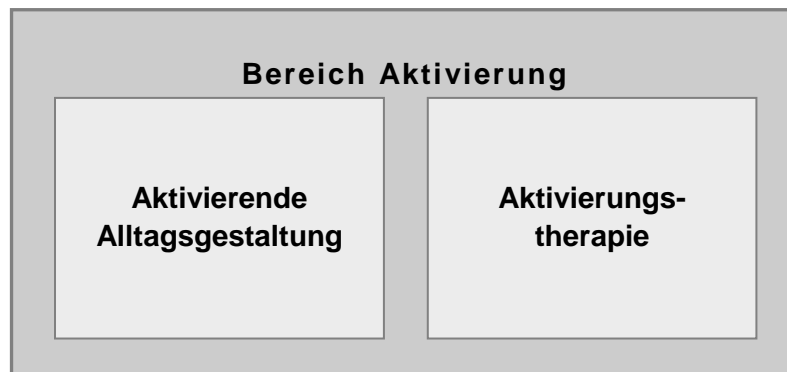 Bereich Aktivierung
Aktivierende
Alltagsgestaltung
Aktivierungs-
therapie